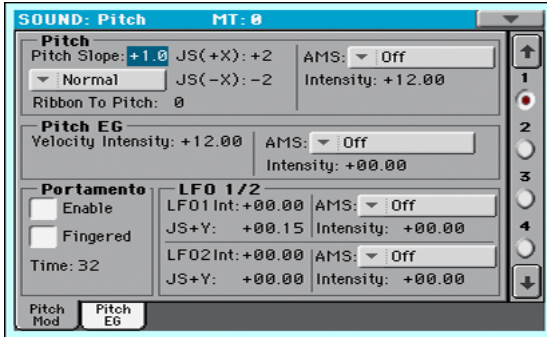 SOUND: Pitch MT: 0
Pitch
Pitch Slope: +1.0 JS(+X): +2 AMS: Off
Normal JS(-X): -2 Intensity: +12.00
Ribbon To Pitch: 0
1
Pitch EG
Velocity Intensity: +12.00 AMS: Off
Intensity: +00.00
2
3
Portamento LFO 1/2
Enable LFO1 Int: +00.00 AMS: Off
Fingered JS+Y: +00.15 Intensity: +00.00
4
LFO2 Int: +00.00 AMS: Off
Time: 32 JS+Y: +00.00 Intensity: +00.00
Pitch Mod
Pitch EG